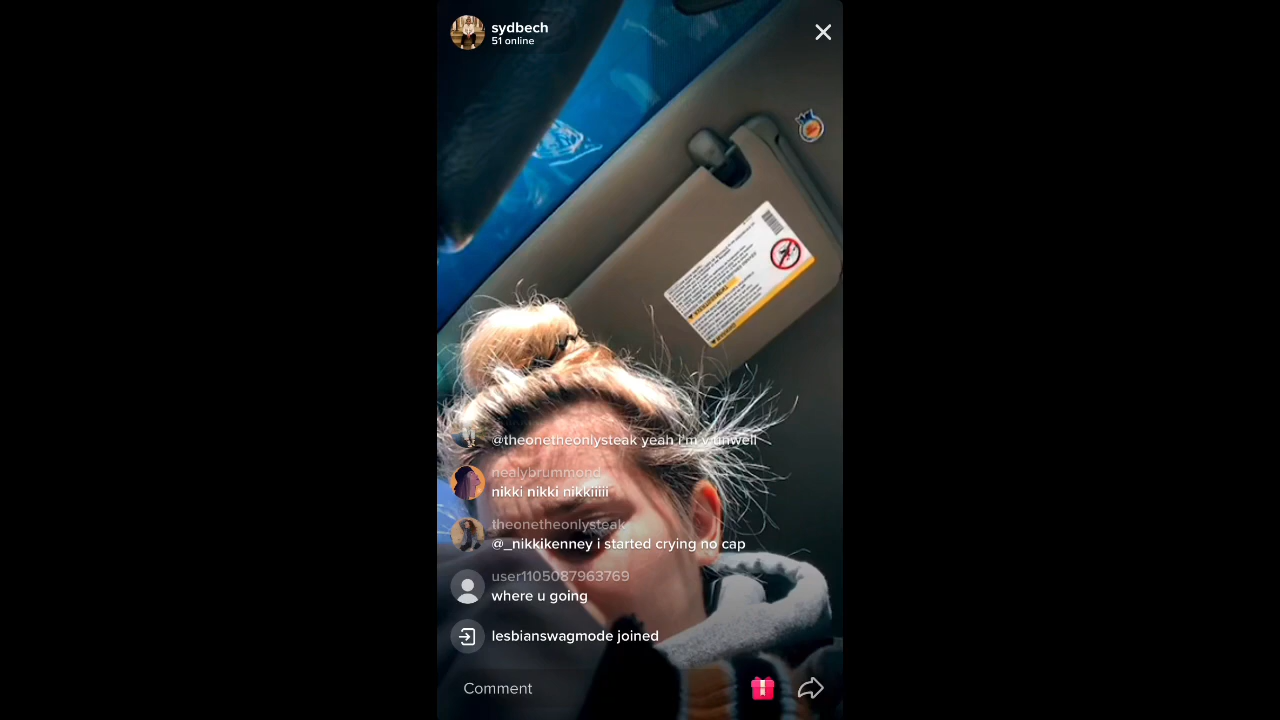 sydbech
51 online
@theonetheonlysteak yeah i'm v unwell
nealybrummond
nikki nikki nikkiiiii
theonetheonlysteak
@_nikkikenney i started crying no cap
user1105087963769
where u going
lesbianswagmode joined
Comment